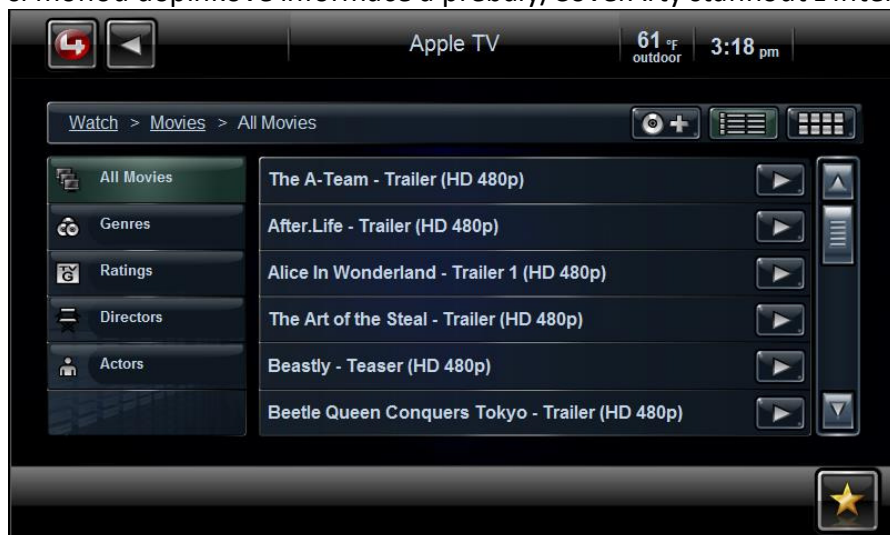 Apple TV
61 °F
outdoor
3:18 pm
Watch > Movies > All Movies
All Movies
The A-Team - Trailer (HD 480p)
Genres
After.Life - Trailer (HD 480p)
Ratings
Alice In Wonderland - Trailer 1 (HD 480p)
Directors
The Art of the Steal - Trailer (HD 480p)
Actors
Beastly - Teaser (HD 480p)
Beetle Queen Conquers Tokyo - Trailer (HD 480p)